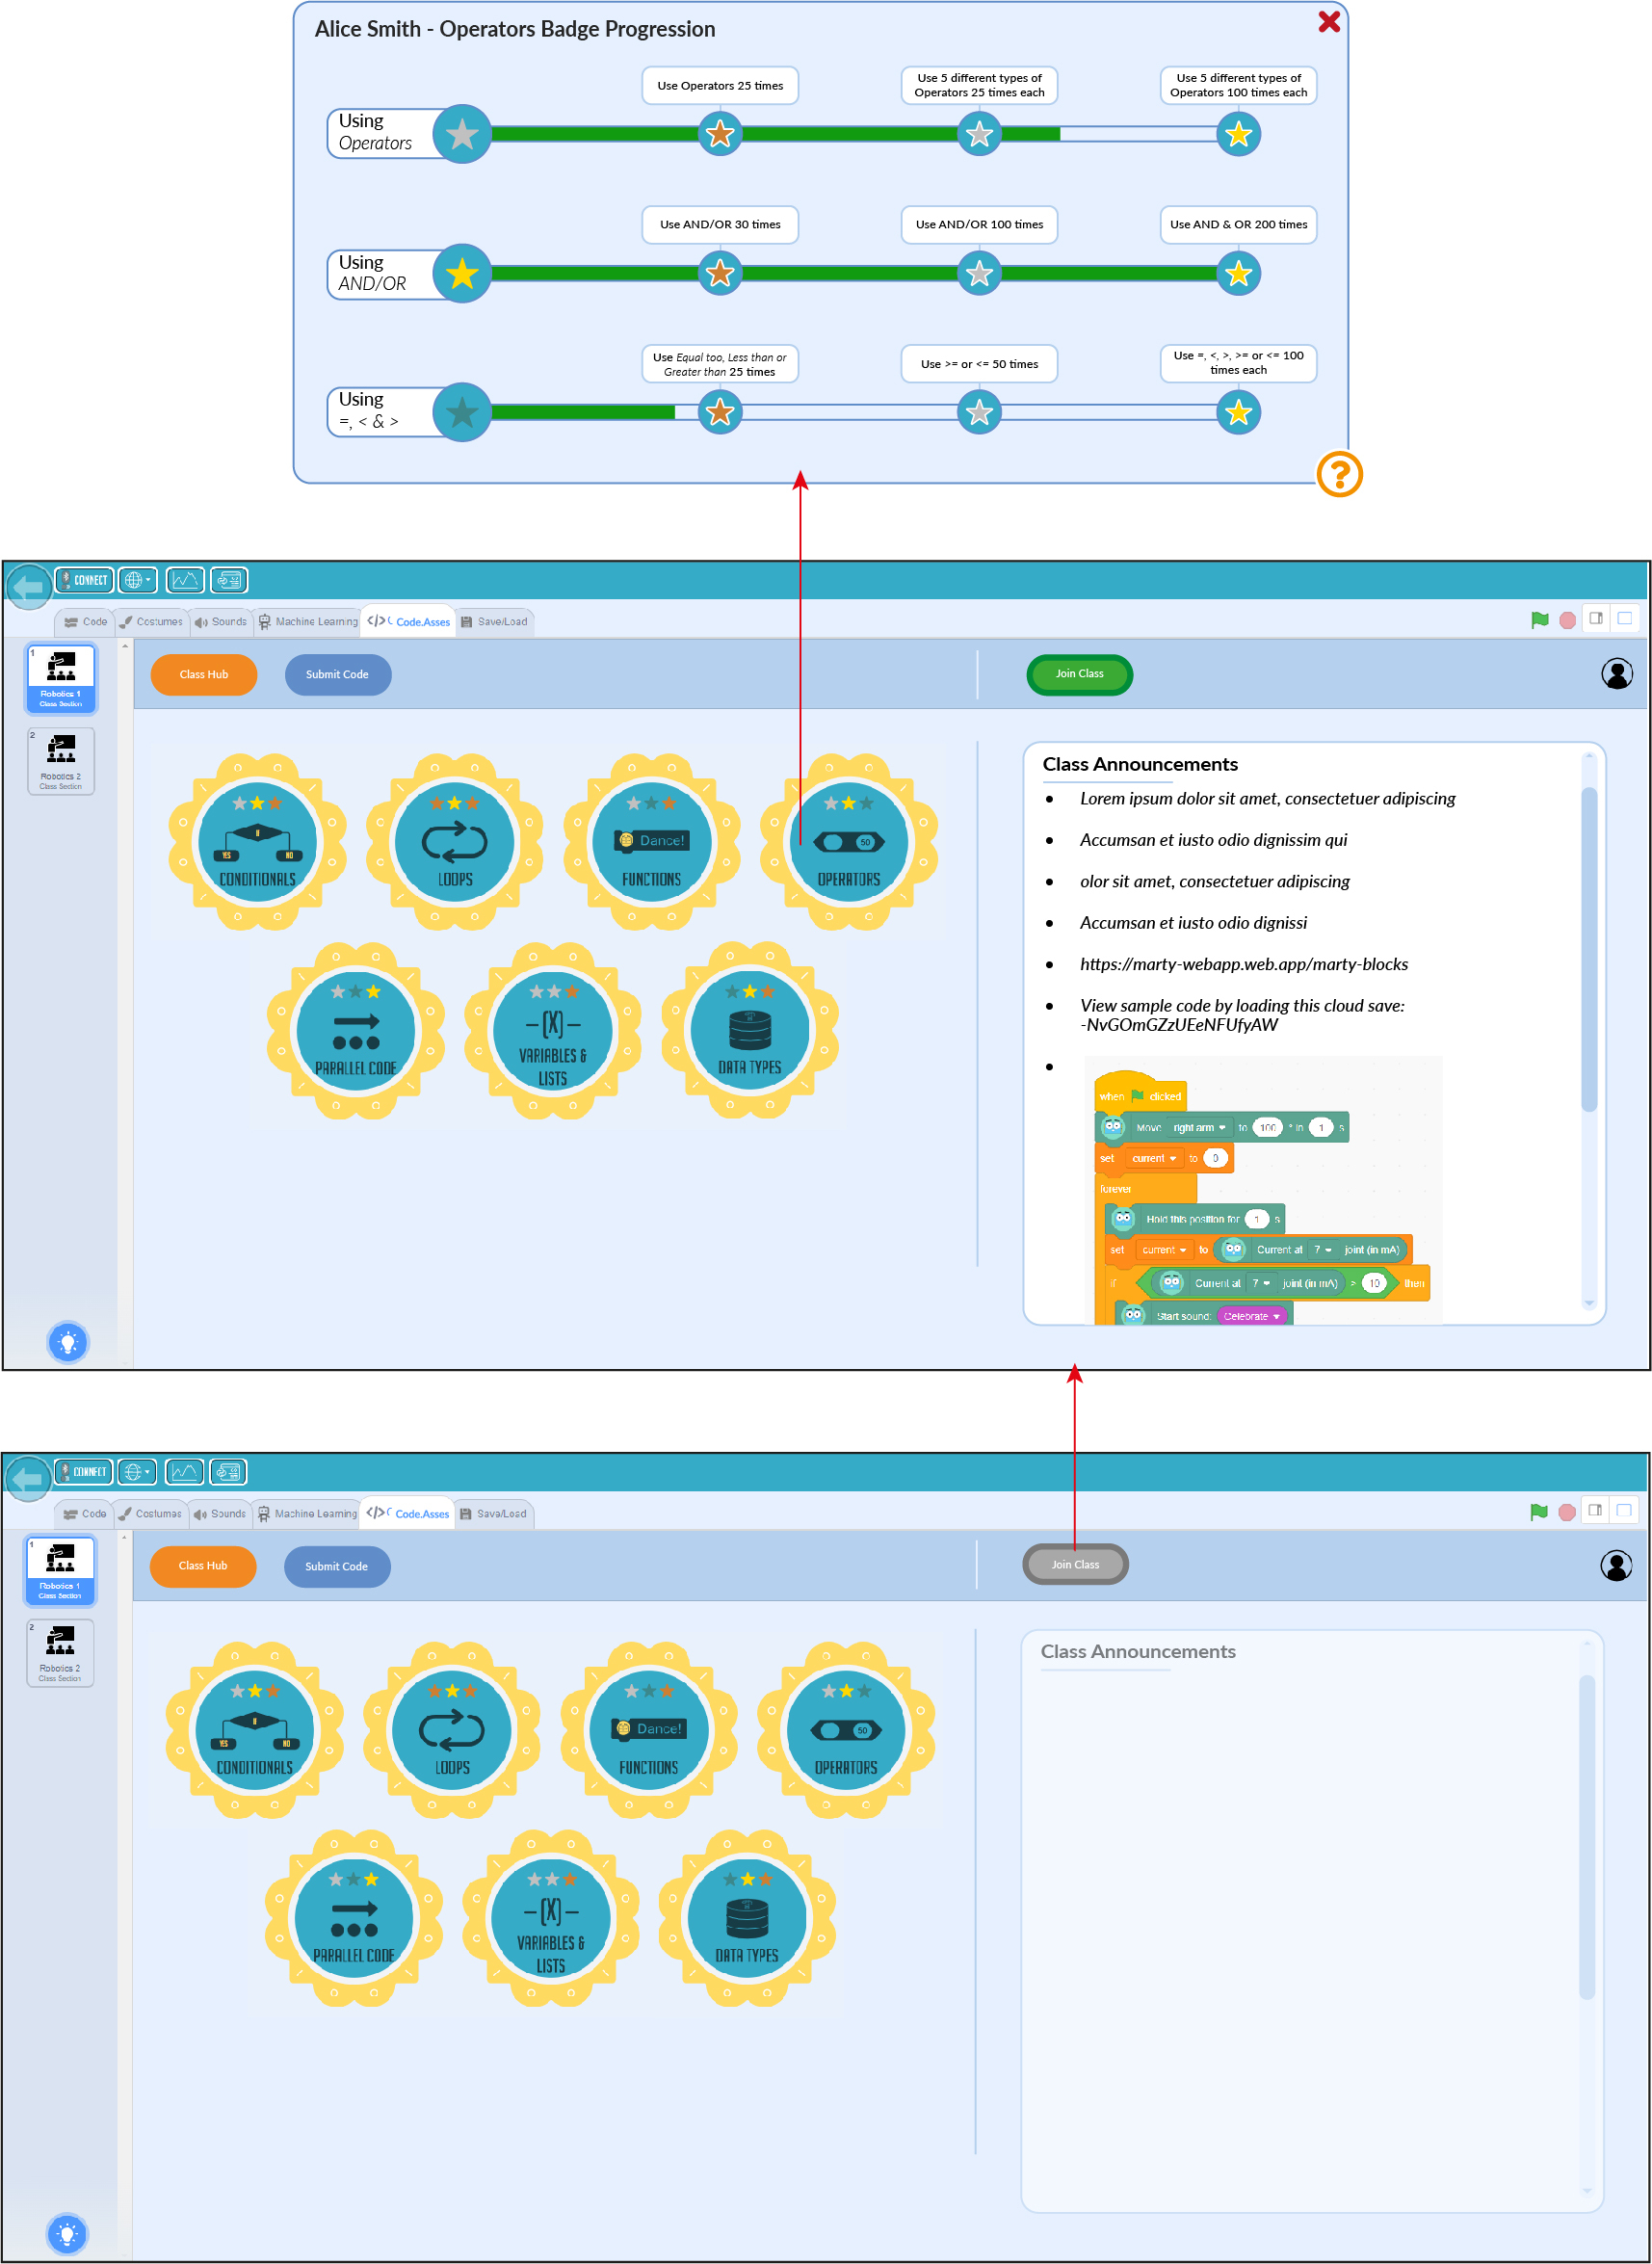 Alice Smith - Operators Badge Progression
Use Operators 25 times
Use 5 different types of
Operators 25 times each
Use 5 different types of
Operators 100 times each
Using
Operators
Use AND/OR 30 times
Use AND/OR 100 times
Use AND & OR 200 times
Using
AND/OR
Use Equal too, Less than or
Greater than 25 times
Use >= or <= 50 times
Use =, <, >, >= or <= 100
times each
Using
=, < & >
?
CONNECT
Code
Costumes
Sounds
Machine Learning
</> Code.Asses
Save/Load
1
Robotics 1
Class Section
2
Robotics 2
Class Section
Class Hub
Submit Code
Join Class
IF
YES
NO
CONDITIONALS
LOOPS
Dance!
FUNCTIONS
50
OPERATORS
PARALLEL CODE
(X)
VARIABLES &
LISTS
DATA TYPES
Class Announcements
• Lorem ipsum dolor sit amet, consectetuer adipiscing
• Accumsan et iusto odio dignissim qui
• olor sit amet, consectetuer adipiscing
• Accumsan et iusto odio dignissi
• https://marty-webapp.web.app/marty-blocks
• View sample code by loading this cloud save:
-NvGOmGZzUEeNFUfyAW
•
when clicked
Move right arm to 100 ° in 1 s
set current to 0
forever
Hold this position for 1 s
set current to Current at 7 joint (in mA)
if Current at 7 joint (in mA) > 10 then
Start sound: Celebrate
CONNECT
Code
Costumes
Sounds
Machine Learning
</> Code.Asses
Save/Load
1
Robotics 1
Class Section
2
Robotics 2
Class Section
Class Hub
Submit Code
Join Class
IF
YES
NO
CONDITIONALS
LOOPS
Dance!
FUNCTIONS
50
OPERATORS
PARALLEL CODE
(X)
VARIABLES &
LISTS
DATA TYPES
Class Announcements